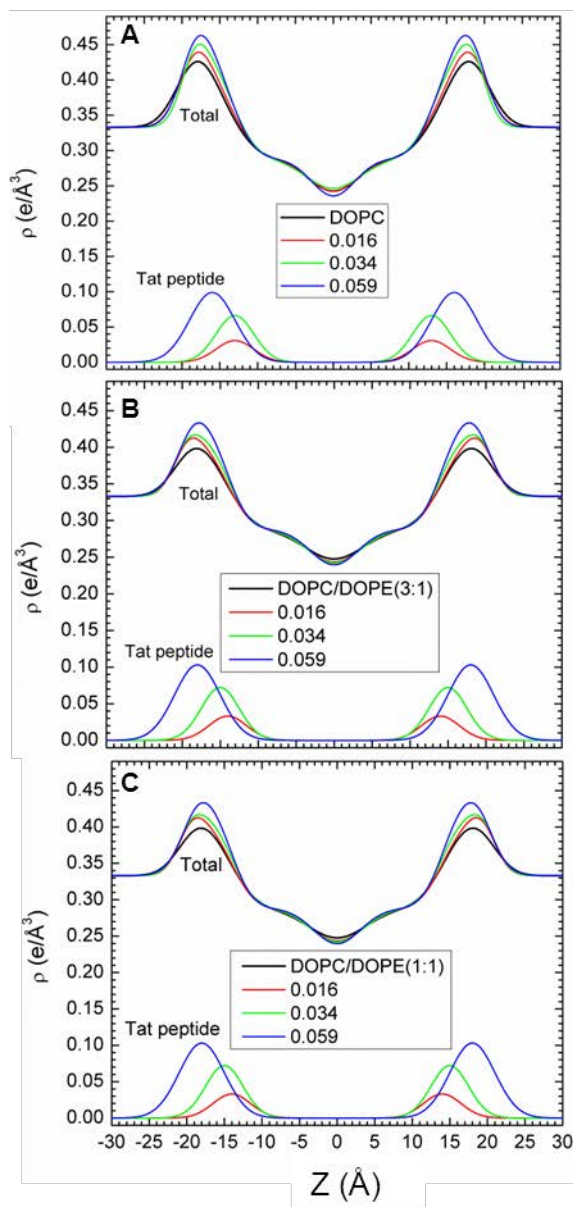 A
0.45
0.40
0.35
0.30
0.25
0.20
0.15
0.10
0.05
0.00
ρ (e/Å³)
Total
DOPC
0.016
0.034
0.059
Tat peptide
B
0.45
0.40
0.35
0.30
0.25
0.20
0.15
0.10
0.05
0.00
ρ (e/Å³)
Total
DOPC/DOPE(3:1)
0.016
0.034
0.059
Tat peptide
C
0.45
0.40
0.35
0.30
0.25
0.20
0.15
0.10
0.05
0.00
ρ (e/Å³)
Total
DOPC/DOPE(1:1)
0.016
0.034
0.059
Tat peptide
-30 -25 -20 -15 -10 -5 0 5 10 15 20 25 30
Z (Å)